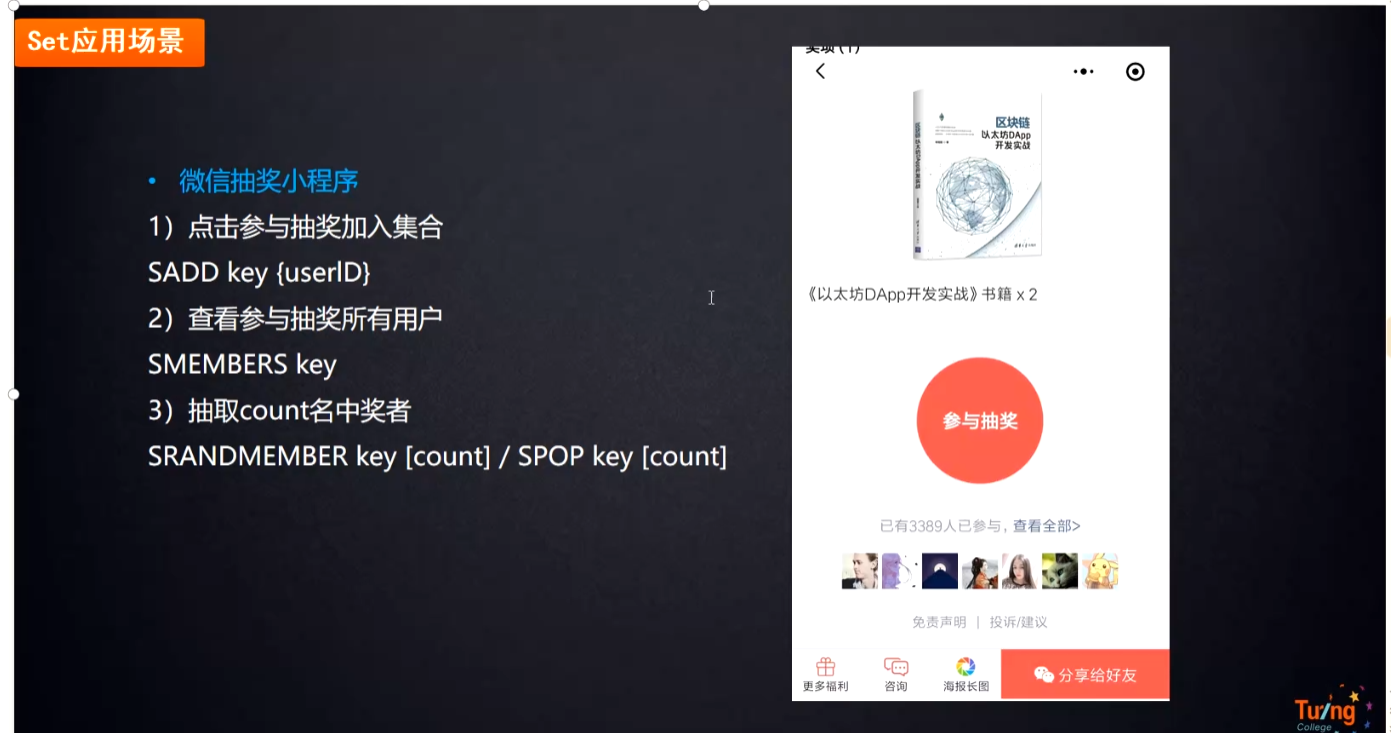 Set应用场景
• 微信抽奖小程序
1）点击参与抽奖加入集合
SADD key {userID}
2）查看参与抽奖所有用户
SMEMBERS key
3）抽取count名中奖者
SRANDMEMBER key [count] / SPOP key [count]
奖项 (1)
区块链
以太坊DApp
开发实战
《以太坊DApp开发实战》书籍 x 2
参与抽奖
已有3389人已参与, 查看全部>
免责声明 | 投诉/建议
更多福利
咨询
海报长图
分享给好友
Turing
College